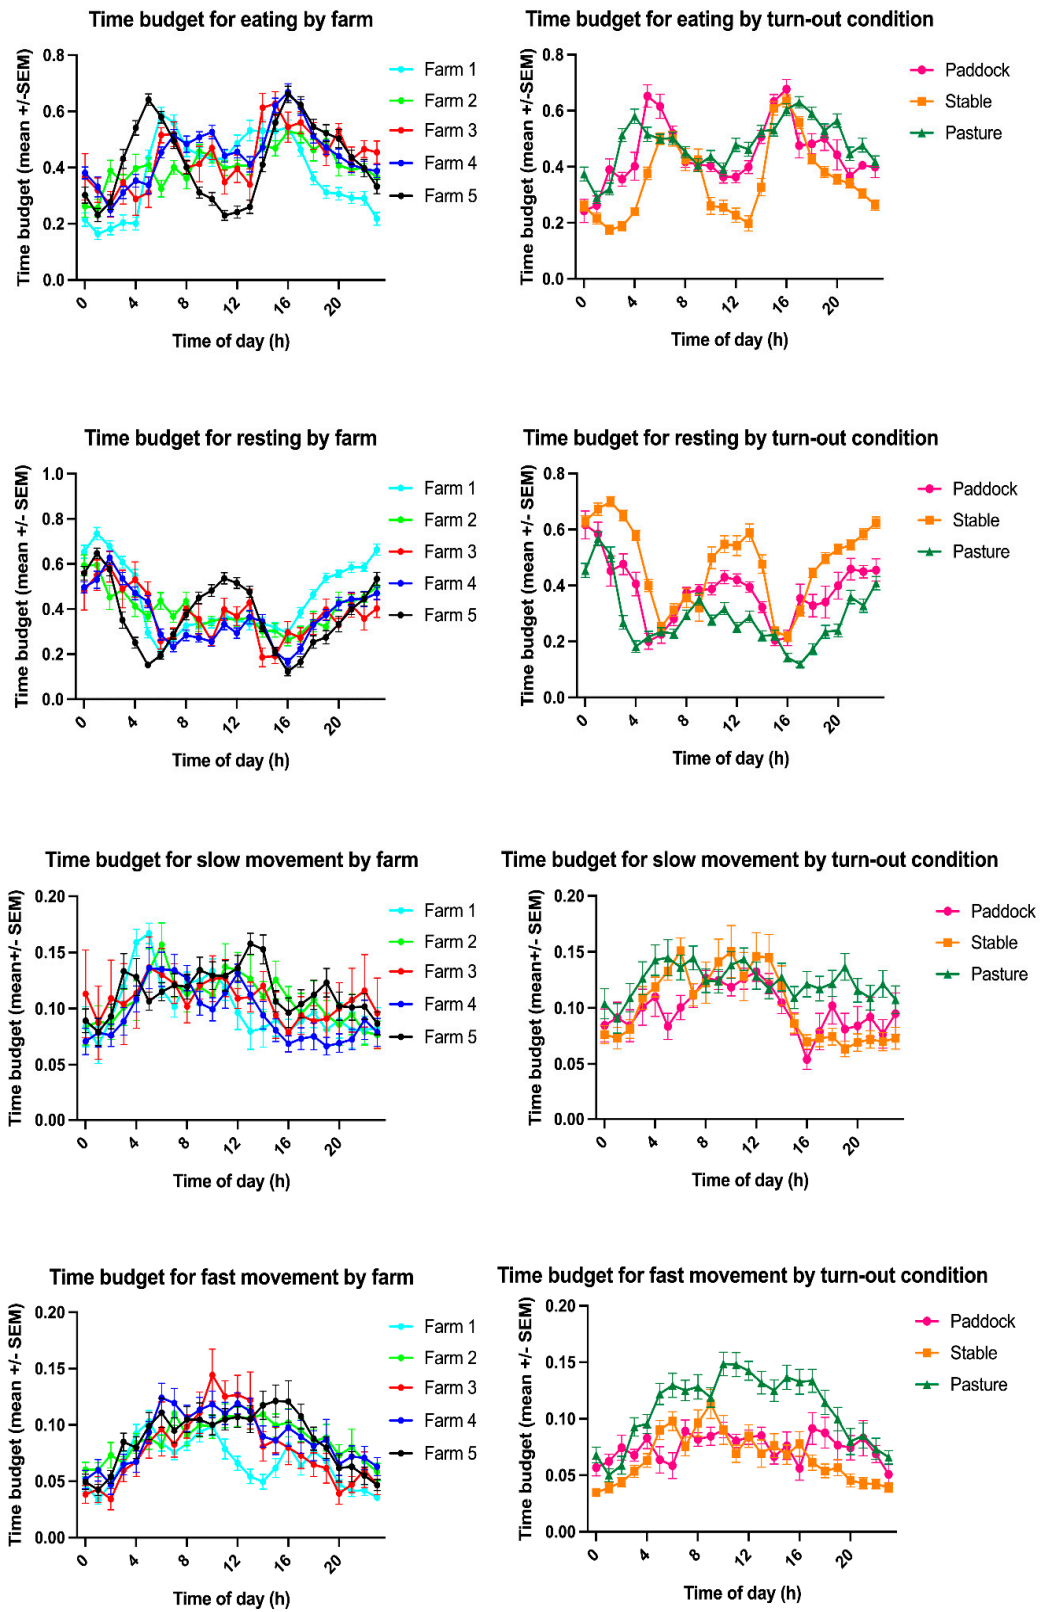 Time budget for eating by farm
Time budget (mean +/-SEM)
0.8
0.6
0.4
0.2
0.0
0
4
8
12
16
20
Time of day (h)
Farm 1
Farm 2
Farm 3
Farm 4
Farm 5
Time budget for eating by turn-out condition
Time budget (mean +/- SEM)
0.8
0.6
0.4
0.2
0.0
0
4
8
12
16
20
Time of day (h)
Paddock
Stable
Pasture
Time budget for resting by farm
Time budget (mean +/- SEM)
1.0
0.8
0.6
0.4
0.2
0.0
0
4
8
12
16
20
Time of day (h)
Farm 1
Farm 2
Farm 3
Farm 4
Farm 5
Time budget for resting by turn-out condition
Time budget (mean +/- SEM)
0.8
0.6
0.4
0.2
0.0
0
4
8
12
16
20
Time of day (h)
Paddock
Stable
Pasture
Time budget for slow movement by farm
Time budget (mean+/- SEM)
0.20
0.15
0.10
0.05
0.00
0
4
8
12
16
20
Time of day (h)
Farm 1
Farm 2
Farm 3
Farm 4
Farm 5
Time budget for slow movement by turn-out condition
Time budget (mean+/- SEM)
0.20
0.15
0.10
0.05
0.00
0
4
8
12
16
20
Time of day (h)
Paddock
Stable
Pasture
Time budget for fast movement by farm
Time budget (mean +/- SEM)
0.20
0.15
0.10
0.05
0.00
0
4
8
12
16
20
Time of day (h)
Farm 1
Farm 2
Farm 3
Farm 4
Farm 5
Time budget for fast movement by turn-out condition
Time budget (mean +/- SEM)
0.20
0.15
0.10
0.05
0.00
0
4
8
12
16
20
Time of day (h)
Paddock
Stable
Pasture